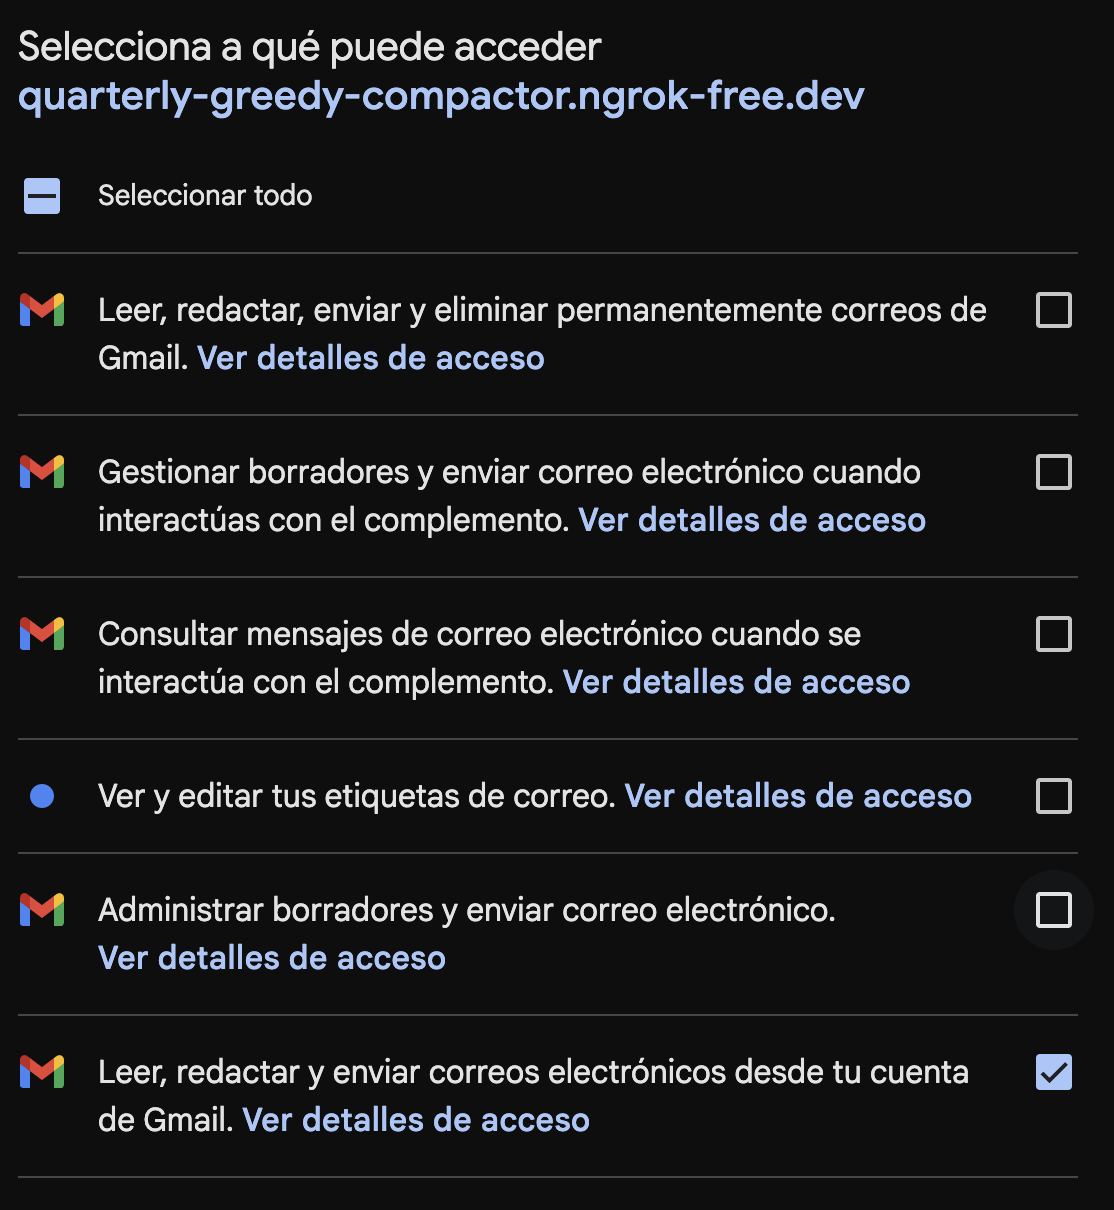 Selecciona a qué puede acceder
quarterly-greedy-compactor.ngrok-free.dev
Seleccionar todo
Leer, redactar, enviar y eliminar permanentemente correos de
Gmail. Ver detalles de acceso
Gestionar borradores y enviar correo electrónico cuando
interactúas con el complemento. Ver detalles de acceso
Consultar mensajes de correo electrónico cuando se
interactúa con el complemento. Ver detalles de acceso
Ver y editar tus etiquetas de correo. Ver detalles de acceso
Administrar borradores y enviar correo electrónico.
Ver detalles de acceso
Leer, redactar y enviar correos electrónicos desde tu cuenta
de Gmail. Ver detalles de acceso